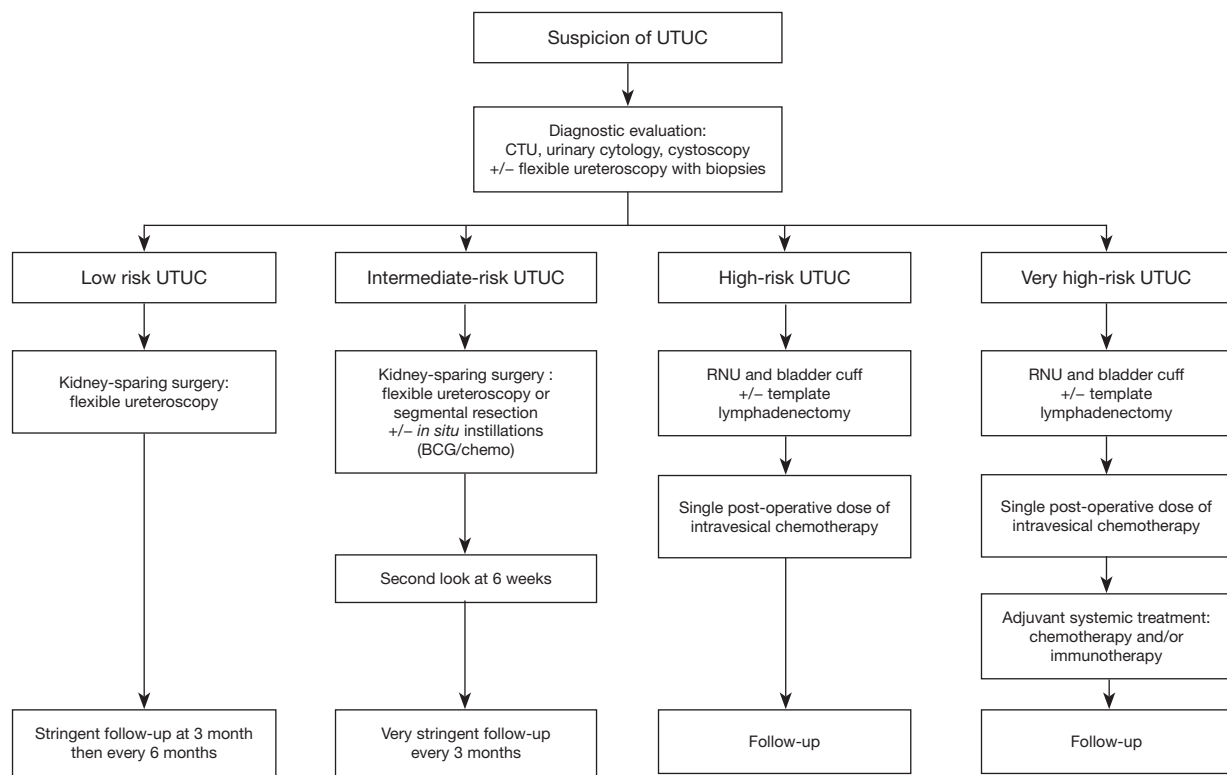 Suspicion of UTUC
Diagnostic evaluation:
CTU, urinary cytology, cystoscopy
+/− flexible ureteroscopy with biopsies
Low risk UTUC
Intermediate-risk UTUC
High-risk UTUC
Very high-risk UTUC
Kidney-sparing surgery:
flexible ureteroscopy
Kidney-sparing surgery :
flexible ureteroscopy or
segmental resection
+/− in situ instillations
(BCG/chemo)
RNU and bladder cuff
+/− template
lymphadenectomy
RNU and bladder cuff
+/− template
lymphadenectomy
Single post-operative dose of
intravesical chemotherapy
Single post-operative dose of
intravesical chemotherapy
Second look at 6 weeks
Adjuvant systemic treatment:
chemotherapy and/or
immunotherapy
Stringent follow-up at 3 month
then every 6 months
Very stringent follow-up
every 3 months
Follow-up
Follow-up